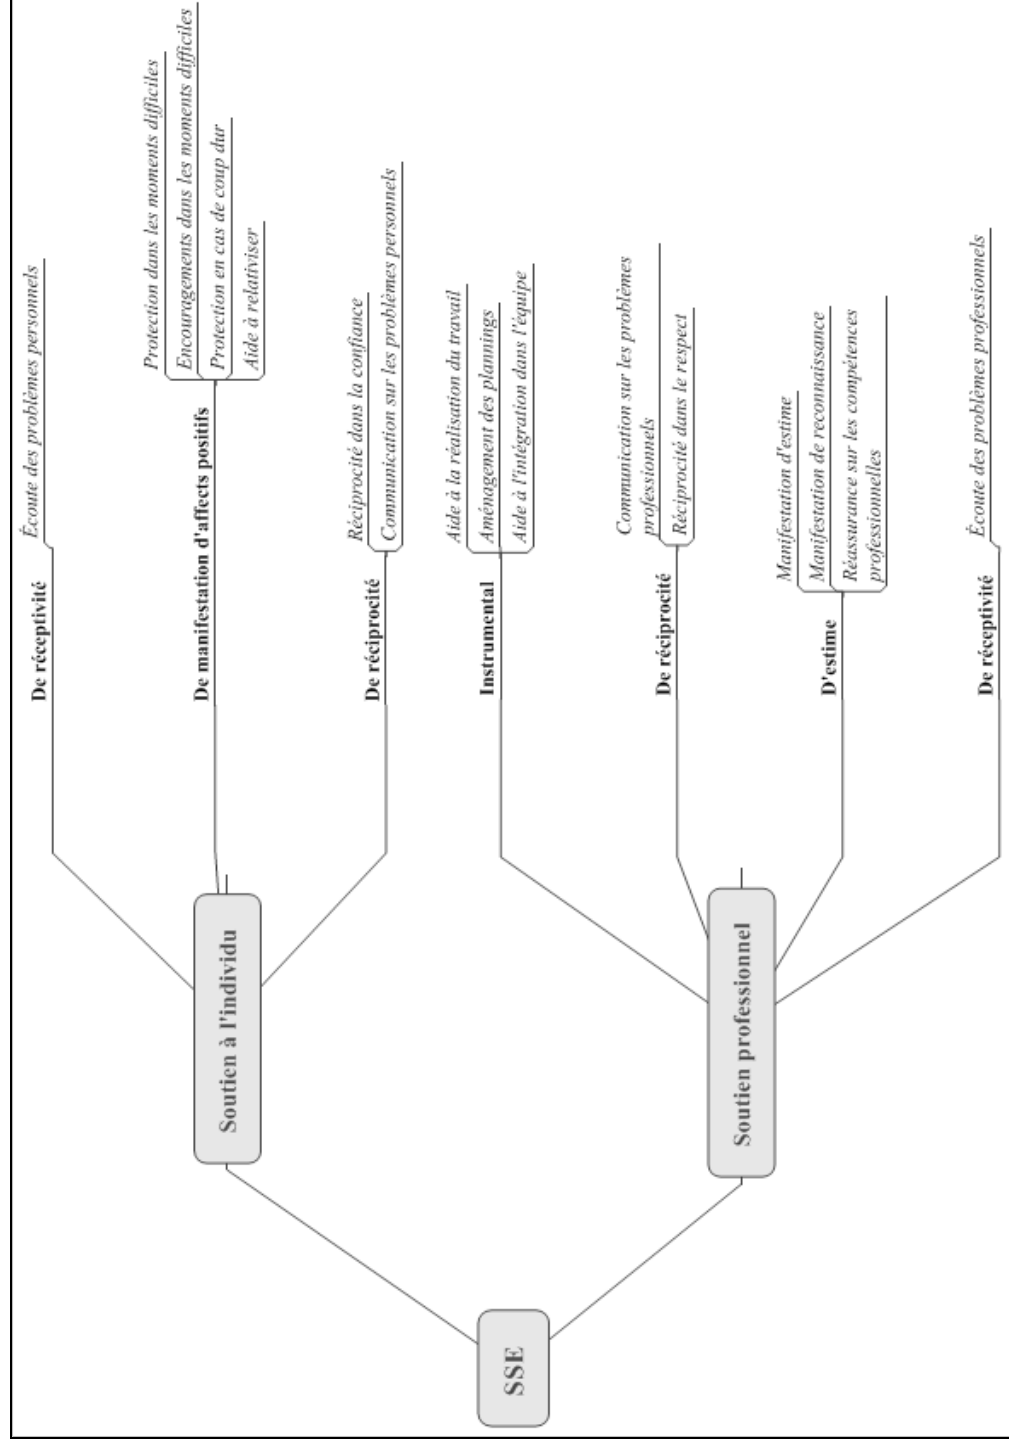 SSE
Soutien à l'individu
De réceptivité
Écoute des problèmes personnels
De manifestation d'affects positifs
Protection dans les moments difficiles
Encouragements dans les moments difficiles
Protection en cas de coup dur
Aide à relativiser
De réciprocité
Réciprocité dans la confiance
Communication sur les problèmes personnels
Soutien professionnel
Instrumental
Aide à la réalisation du travail
Aménagement des plannings
Aide à l'intégration dans l'équipe
De réciprocité
Communication sur les problèmes
professionnels
Réciprocité dans le respect
D'estime
Manifestation d'estime
Manifestation de reconnaissance
Réassurance sur les compétences
professionnelles
De réceptivité
Écoute des problèmes professionnels